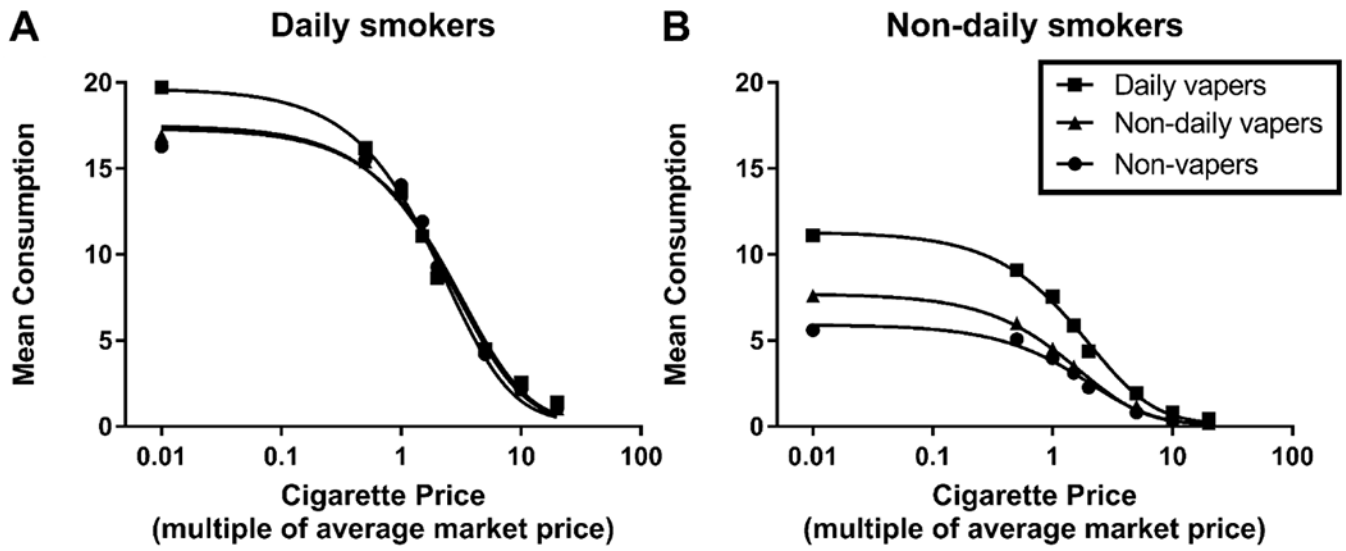 A
Daily smokers
Mean Consumption
20
15
10
5
0
0.01
0.1
1
10
100
Cigarette Price
(multiple of average market price)
B
Non-daily smokers
Daily vapers
Non-daily vapers
Non-vapers
Mean Consumption
20
15
10
5
0
0.01
0.1
1
10
100
Cigarette Price
(multiple of average market price)